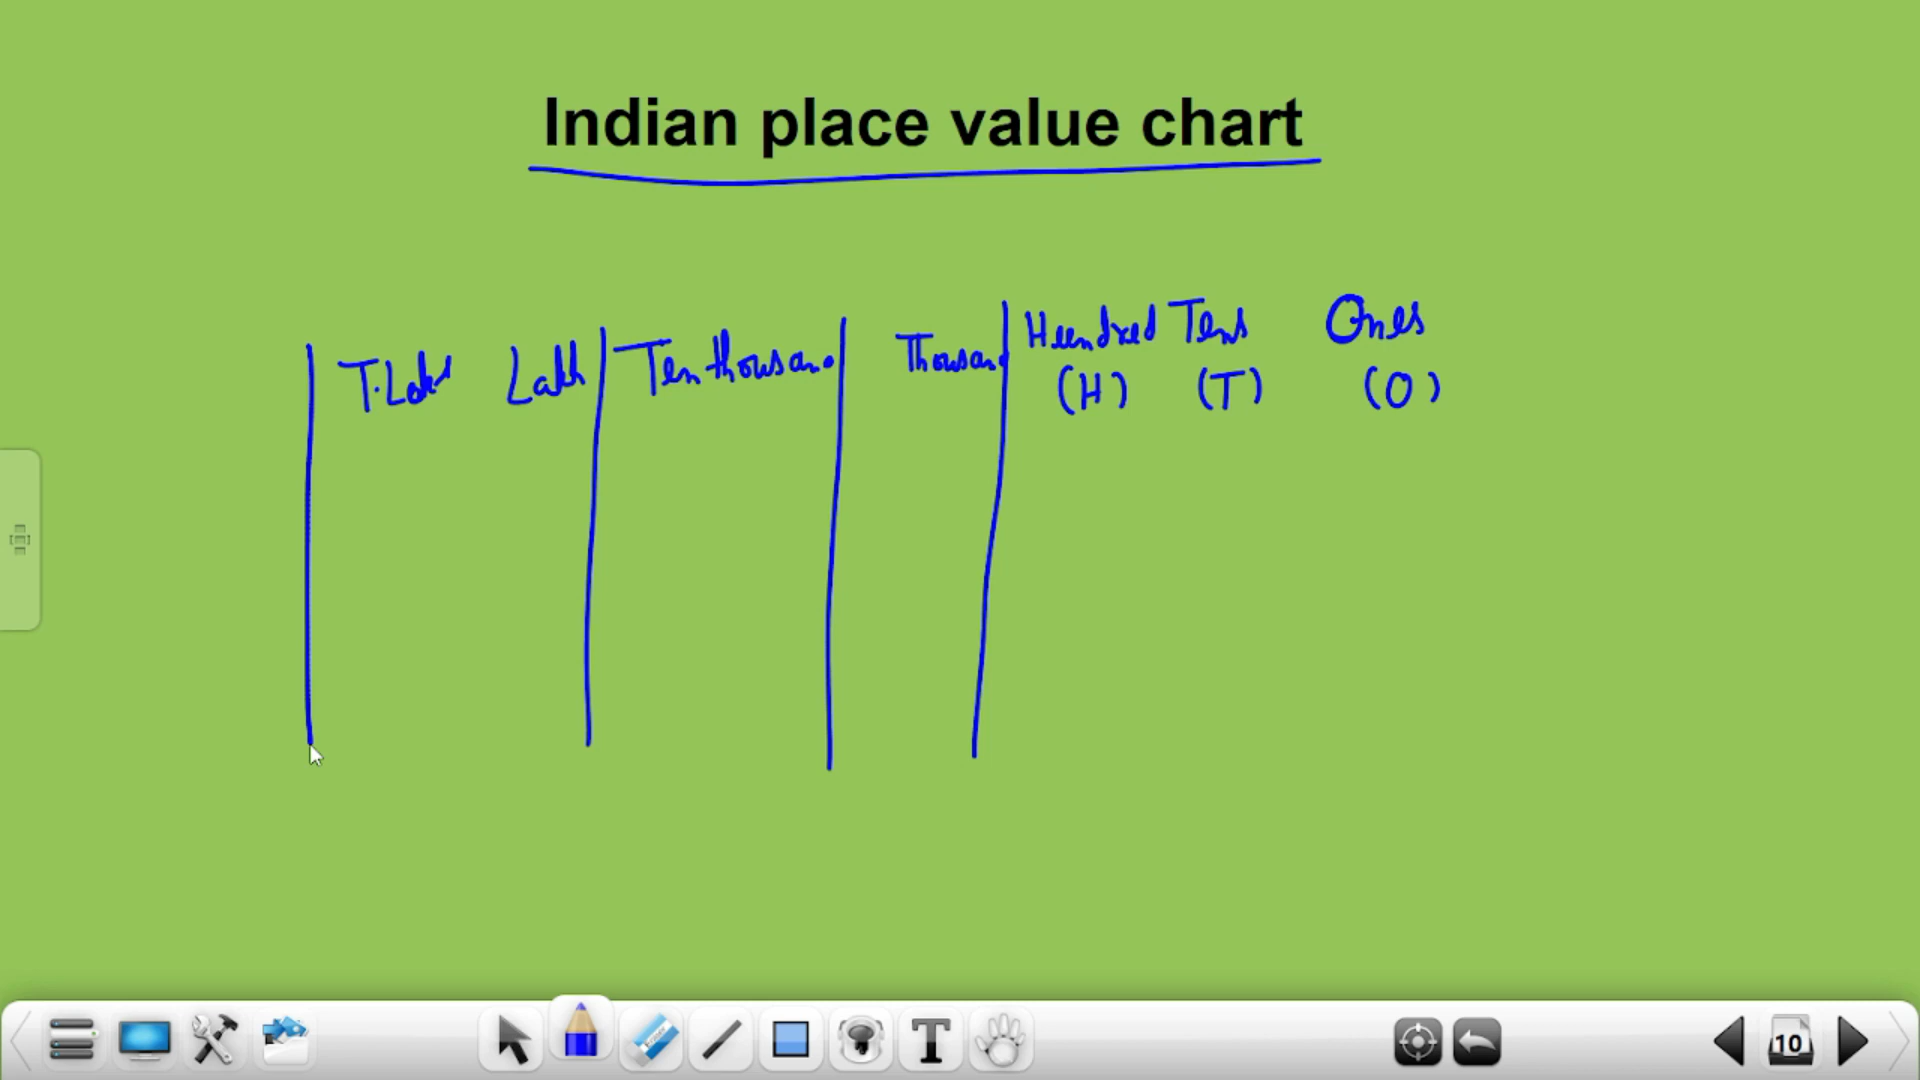 Indian place value chart
T.Lakh Lakh Ten thousand Thousand Hundred Tens Ones
(H) (T) (O)
10